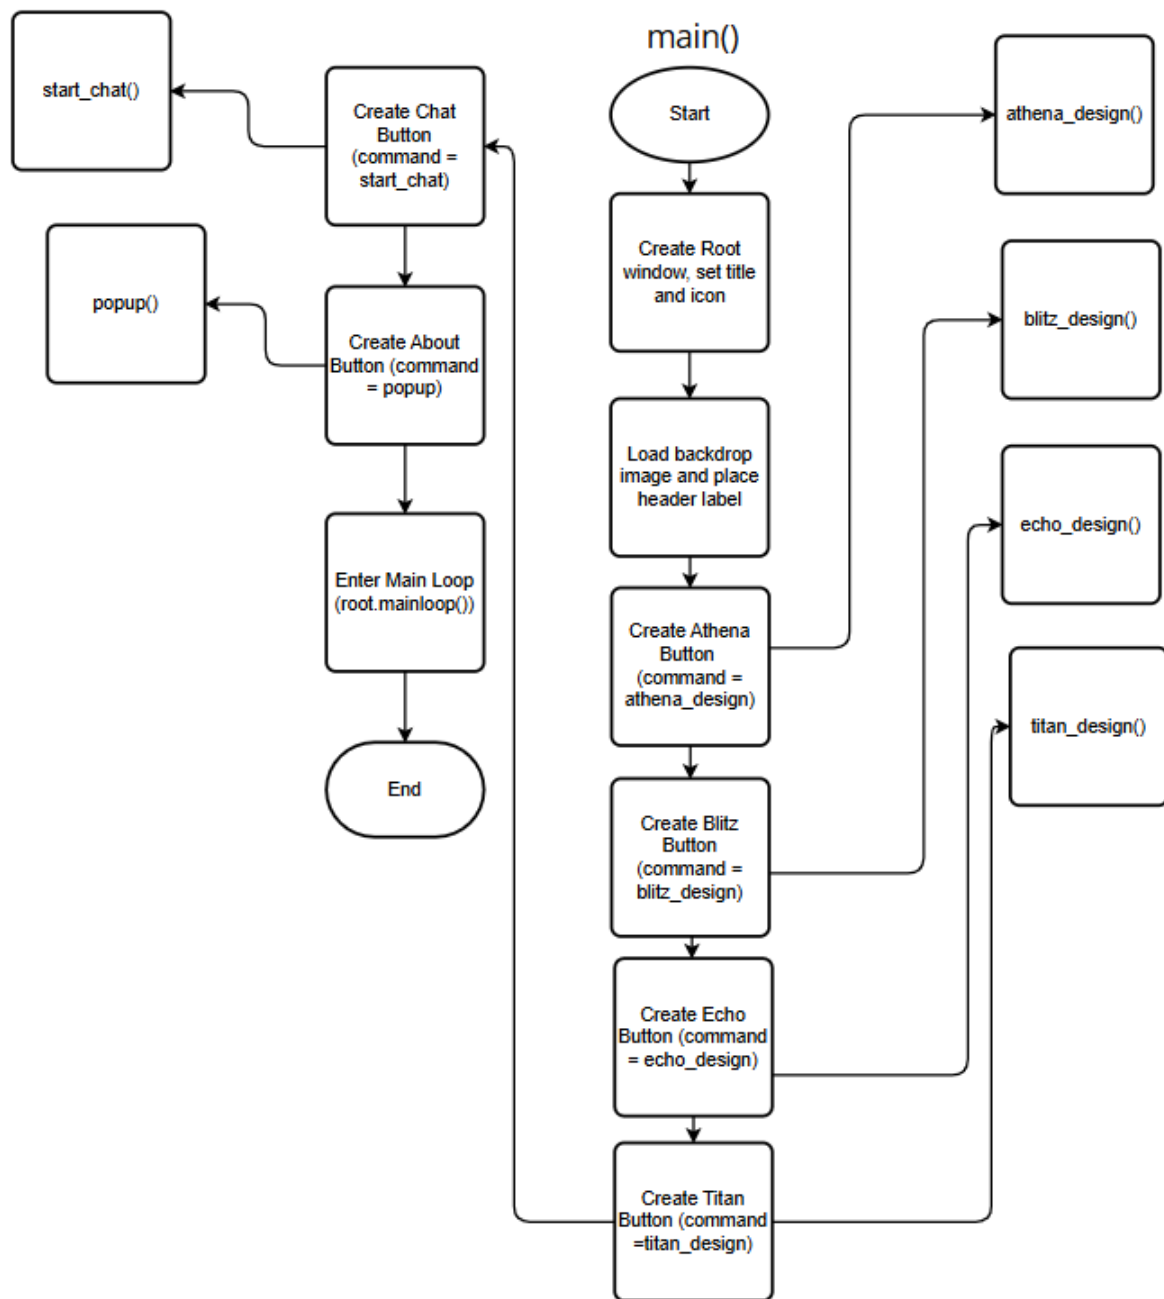 main()
Start
Create Root
window, set title
and icon
Load backdrop
image and place
header label
Create Athena
Button
(command =
athena_design)
athena_design()
Create Blitz
Button
(command =
blitz_design)
blitz_design()
Create Echo
Button (command
= echo_design)
echo_design()
Create Titan
Button (command
=titan_design)
titan_design()
Create Chat
Button
(command =
start_chat)
start_chat()
Create About
Button (command
= popup)
popup()
Enter Main Loop
(root.mainloop())
End